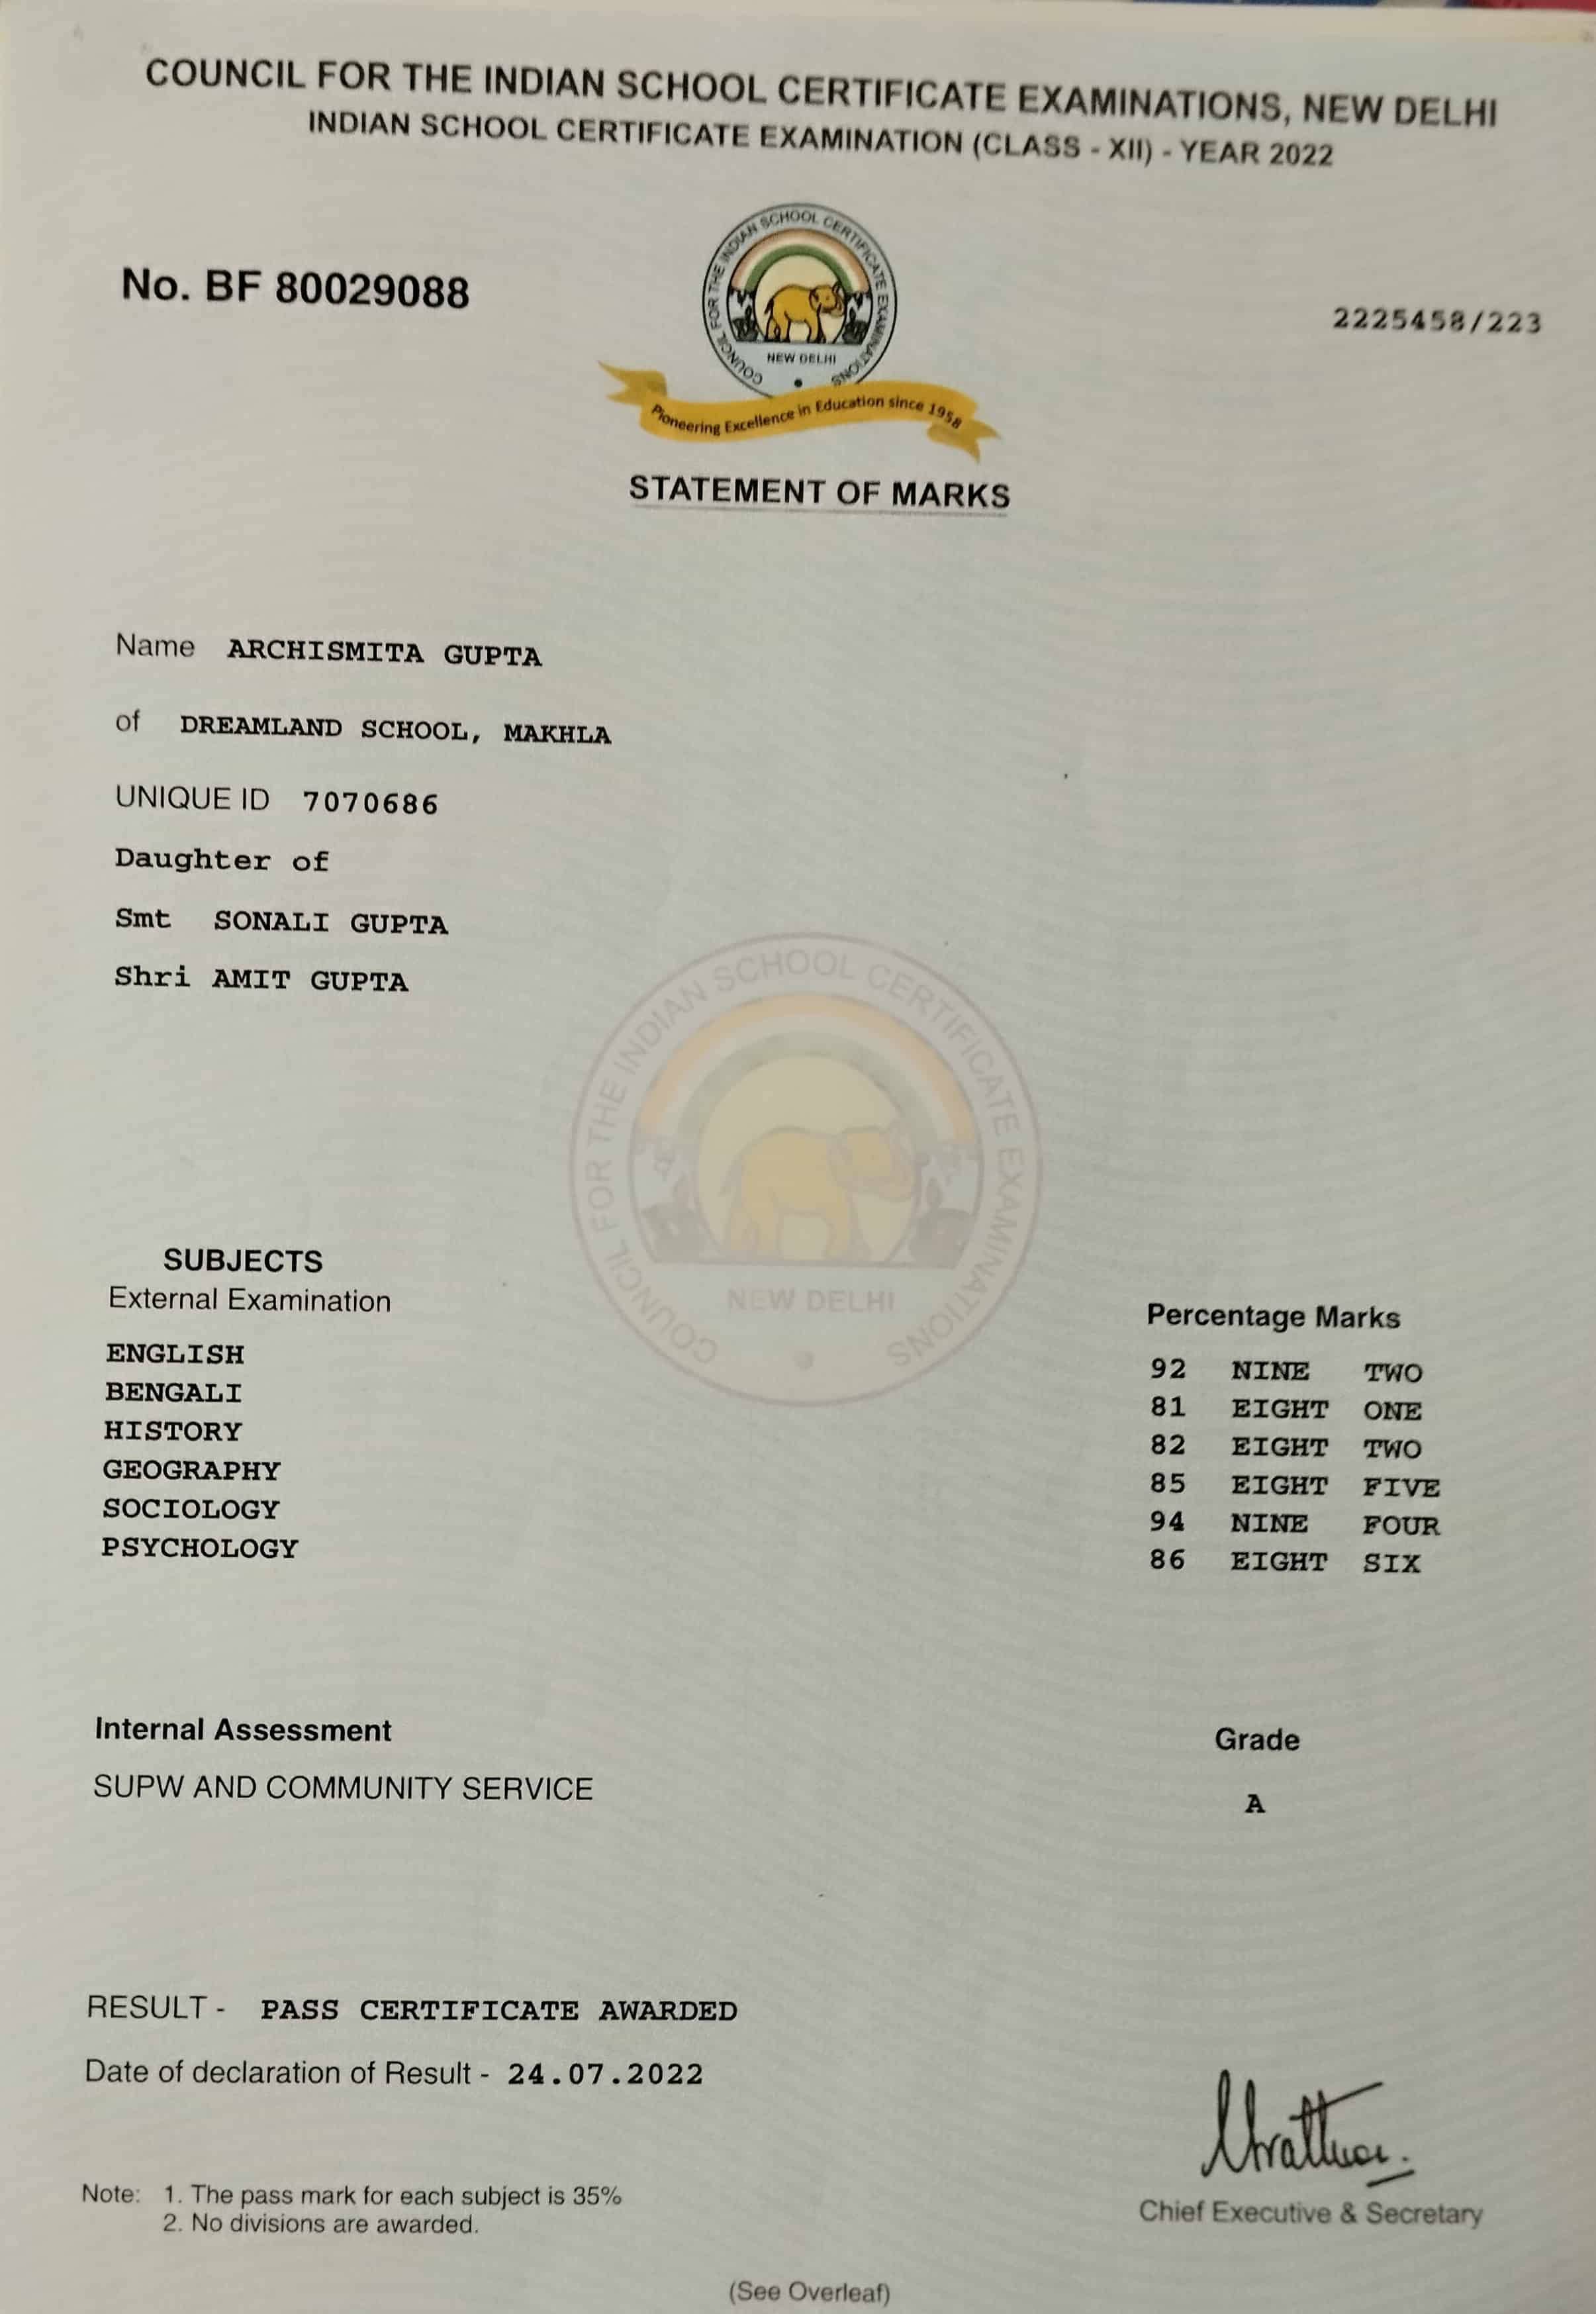 COUNCIL FOR THE INDIAN SCHOOL CERTIFICATE EXAMINATIONS, NEW DELHI
INDIAN SCHOOL CERTIFICATE EXAMINATION (CLASS - XII) - YEAR 2022
No. BF 80029088
COUNCIL FOR THE INDIAN SCHOOL CERTIFICATE EXAMINATIONS
NEW DELHI
2225458/223
Pioneering Excellence in Education since 1958
STATEMENT OF MARKS
Name ARCHISMITA GUPTA
of DREAMLAND SCHOOL, MAKHLA
UNIQUE ID 7070686
Daughter of
Smt SONALI GUPTA
Shri AMIT GUPTA
COUNCIL FOR THE INDIAN SCHOOL CERTIFICATE EXAMINATIONS
NEW DELHI
SUBJECTS
External Examination Percentage Marks
ENGLISH 92 NINE TWO
BENGALI 81 EIGHT ONE
HISTORY 82 EIGHT TWO
GEOGRAPHY 85 EIGHT FIVE
SOCIOLOGY 94 NINE FOUR
PSYCHOLOGY 86 EIGHT SIX
Internal Assessment Grade
SUPW AND COMMUNITY SERVICE A
RESULT - PASS CERTIFICATE AWARDED
Date of declaration of Result - 24.07.2022
Note: 1. The pass mark for each subject is 35%
2. No divisions are awarded.
Chief Executive & Secretary
(See Overleaf)